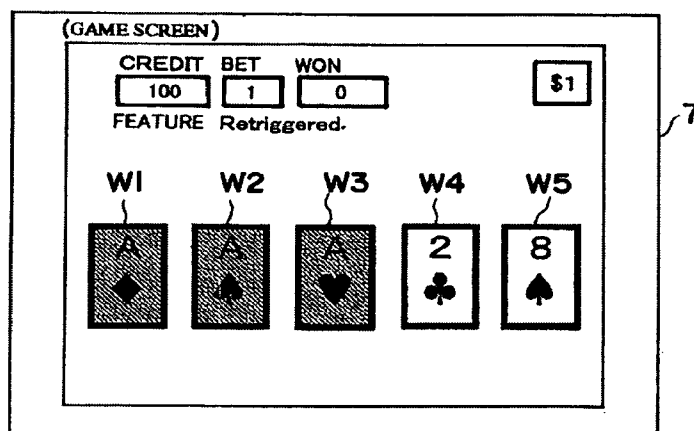 (GAME SCREEN)
CREDIT BET WON
100 1 0 $1
FEATURE Retriggered.
7
W1 W2 W3 W4 W5
A A A 2 8